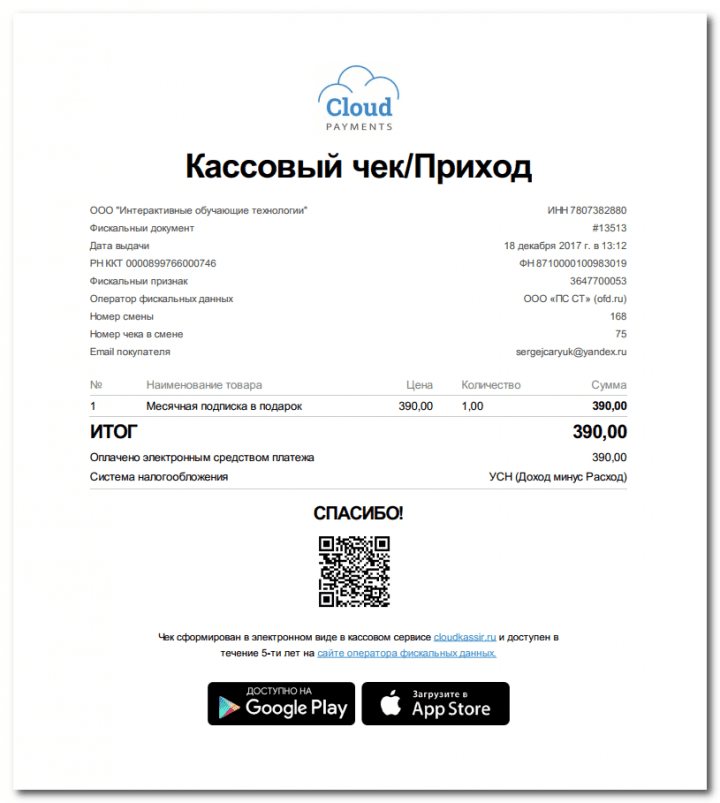 Cloud
PAYMENTS
Кассовый чек/Приход
ООО "Интерактивные обучающие технологии" ИНН 7807382880
Фискальный документ #13513
Дата выдачи 18 декабря 2017 г. в 13:12
РН ККТ 0000899766000746 ФН 8710000100983019
Фискальный признак 3647700053
Оператор фискальных данных ООО «ПС СТ» (ofd.ru)
Номер смены 168
Номер чека в смене 75
Email покупателя sergejcaryuk@yandex.ru
№ Наименование товара Цена Количество Сумма
1 Месячная подписка в подарок 390,00 1,00 390,00
ИТОГ 390,00
Оплачено электронным средством платежа 390,00
Система налогообложения УСН (Доход минус Расход)
СПАСИБО!
Чек сформирован в электронном виде в кассовом сервисе cloudkassir.ru и доступен в
течение 5-ти лет на сайте оператора фискальных данных.
ДОСТУПНО НА
Google Play
Загрузите в
App Store